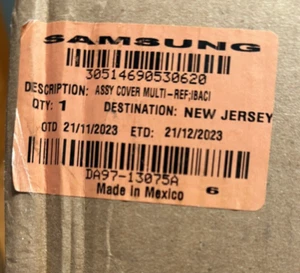 SAMSUNG
30514690530620
DESCRIPTION: ASSY COVER MULTI-REF;IBACI
QTY: 1 DESTINATION: NEW JERSEY
OTD 21/11/2023 ETD: 21/12/2023
DA97-13075A
Made in Mexico 6